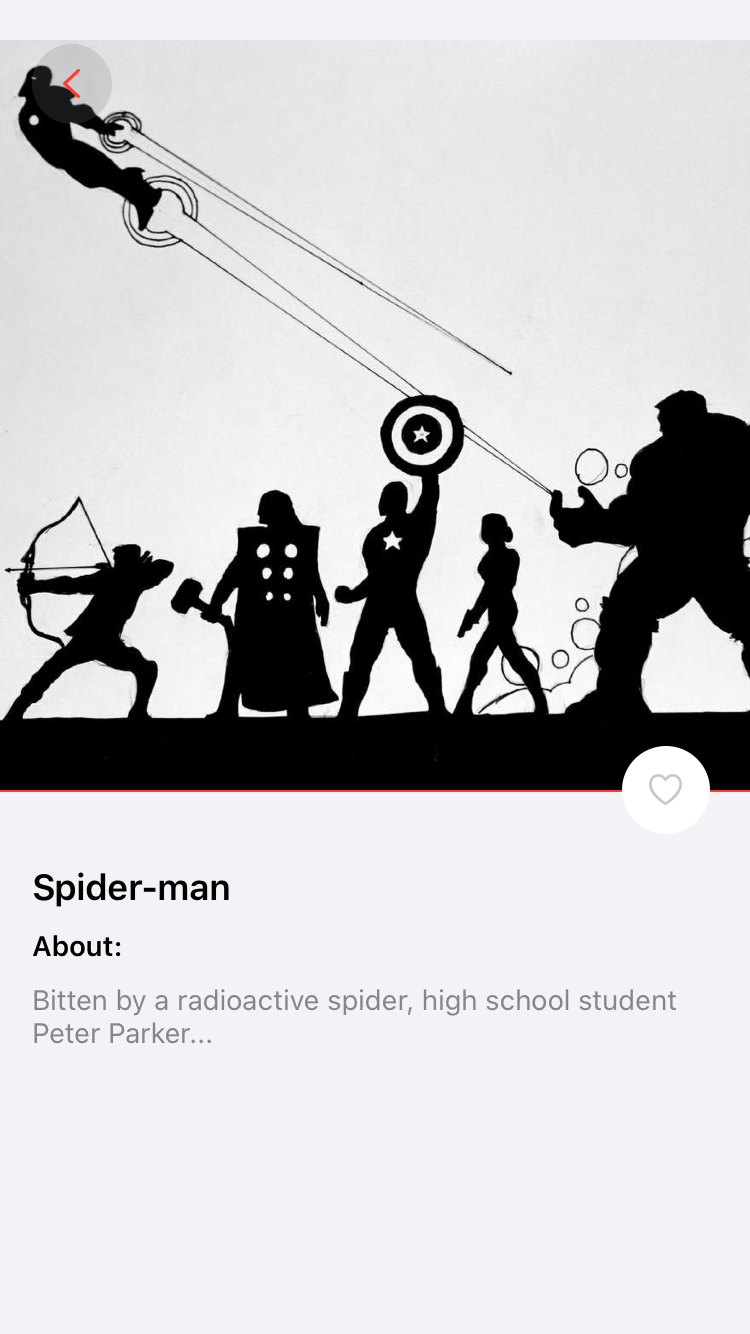 Spider-man
About:
Bitten by a radioactive spider, high school student
Peter Parker...